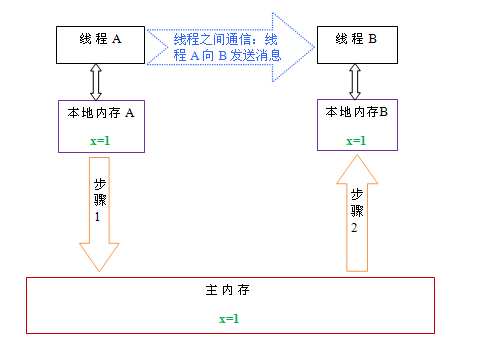 线程 A
线程之间通信：线
程 A 向 B 发送消息
线程 B
本地内存 A
x=1
本地内存B
x=1
步
骤
1
步
骤
2
主内存
x=1